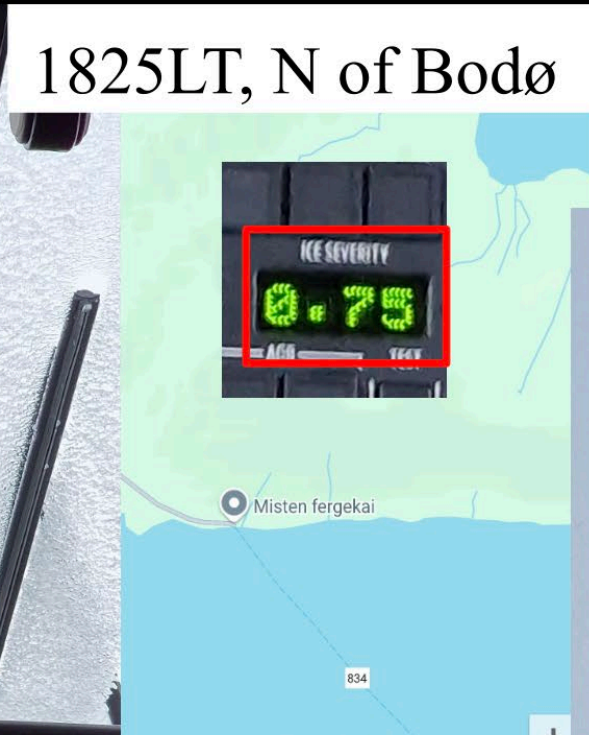 1825LT, N of Bodø
ICE SEVERITY
0.75
TEST
Misten fergekai
834